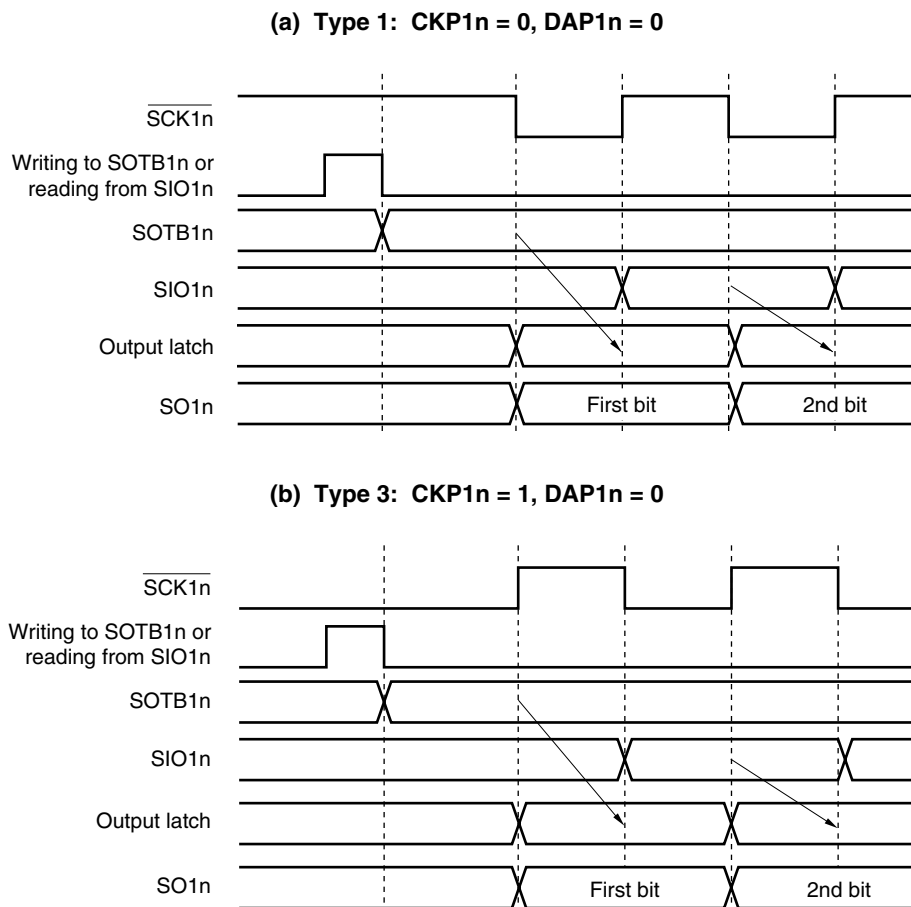 (a) Type 1: CKP1n = 0, DAP1n = 0
SCK1n
Writing to SOTB1n or
reading from SIO1n
SOTB1n
SIO1n
Output latch
SO1n
First bit
2nd bit
(b) Type 3: CKP1n = 1, DAP1n = 0
SCK1n
Writing to SOTB1n or
reading from SIO1n
SOTB1n
SIO1n
Output latch
SO1n
First bit
2nd bit